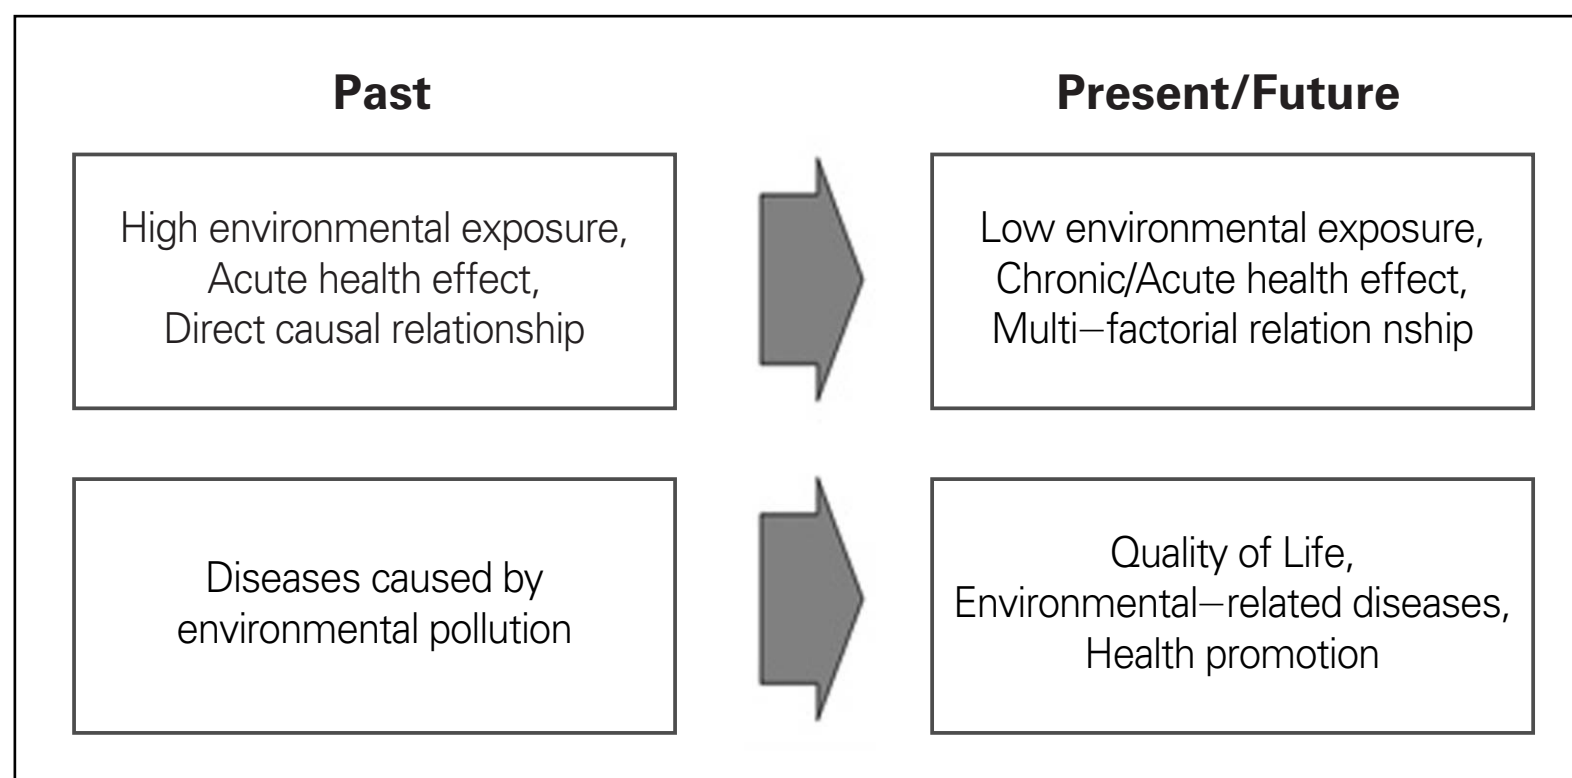 Past
Present/Future
High environmental exposure,
Acute health effect,
Direct causal relationship
Low environmental exposure,
Chronic/Acute health effect,
Multi–factorial relation nship
Diseases caused by
environmental pollution
Quality of Life,
Environmental–related diseases,
Health promotion